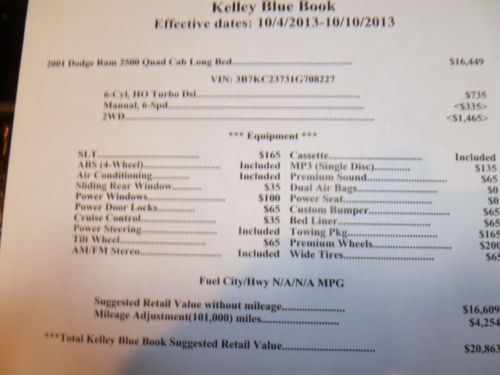 Kelley Blue Book
Effective dates: 10/4/2013-10/10/2013
2001 Dodge Ram 2500 Quad Cab Long Bed.......... $16,449
VIN: 3B7KC23731G708227
6-Cyl, HO Turbo Dsl.......... $735
Manual, 6-Spd.......... <$335>
2WD.......... <$1,465>
*** Equipment ***
SLT.......... $165 Cassette.......... Included
ABS (4-Wheel).......... Included MP3 (Single Disc).......... $135
Air Conditioning.......... Included Premium Sound.......... $65
Sliding Rear Window.......... $35 Dual Air Bags.......... $0
Power Windows.......... $100 Power Seat.......... $0
Power Door Locks.......... $65 Custom Bumper.......... $65
Cruise Control.......... $35 Bed Liner.......... $65
Power Steering.......... Included Towing Pkg.......... $165
Tilt Wheel.......... $65 Premium Wheels.......... $200
AM/FM Stereo.......... Included Wide Tires.......... $65
Fuel City/Hwy N/A/N/A MPG
Suggested Retail Value without mileage.......... $16,609
Mileage Adjustment(101,000) miles.......... $4,254
***Total Kelley Blue Book Suggested Retail Value.......... $20,863